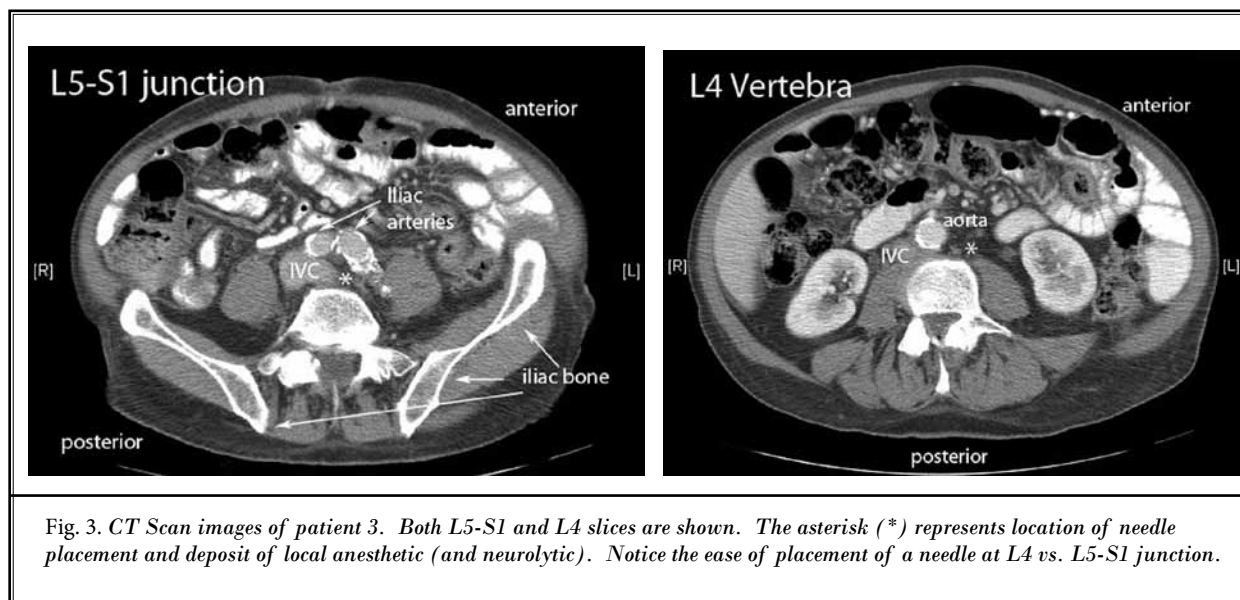 L5-S1 junction
anterior
Iliac
arteries
IVC
*
[R]
[L]
iliac bone
posterior
L4 Vertebra
anterior
aorta
*
IVC
[R]
[L]
posterior
Fig. 3. CT Scan images of patient 3. Both L5-S1 and L4 slices are shown. The asterisk (*) represents location of needle
placement and deposit of local anesthetic (and neurolytic). Notice the ease of placement of a needle at L4 vs. L5-S1 junction.